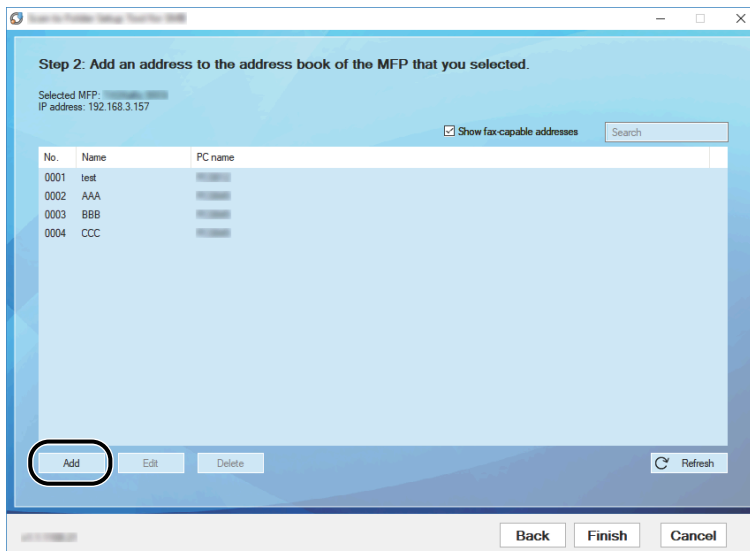 Step 2: Add an address to the address book of the MFP that you selected.
Selected MFP:
IP address: 192.168.3.157
Show fax-capable addresses Search
No. Name PC name
0001 test
0002 AAA
0003 BBB
0004 CCC
Add Edit Delete Refresh
Back Finish Cancel